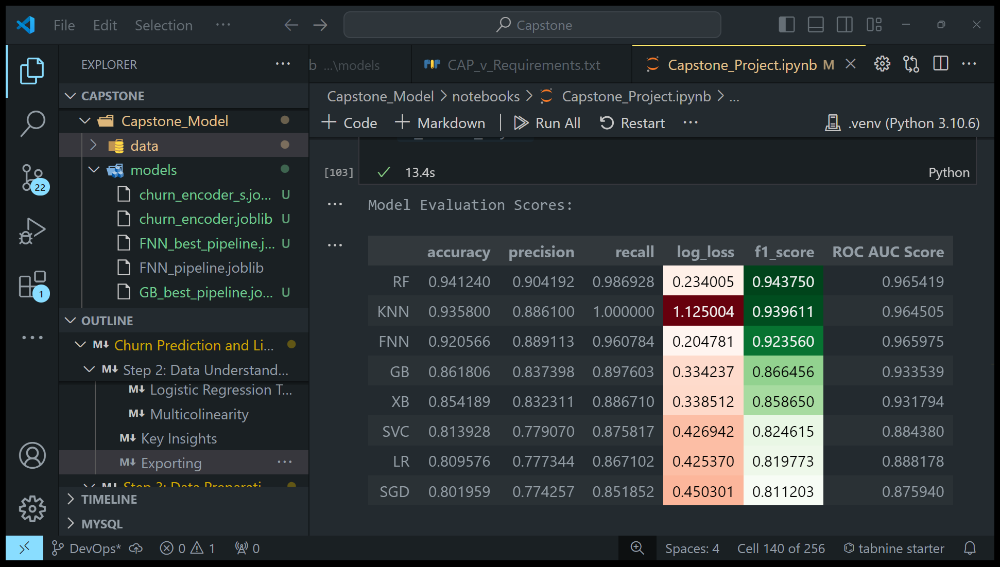 File Edit Selection ···
Capstone
EXPLORER ···
CAPSTONE
Capstone_Model
data
models
churn_encoder_s.jo... U
churn_encoder.joblib U
FNN_best_pipeline.j... U
FNN_pipeline.joblib
GB_best_pipeline.jo... U
OUTLINE
M↓ Churn Prediction and Li...
M↓ Step 2: Data Understand...
M↓ Logistic Regression T...
M↓ Multicolinearity
M↓ Key Insights
M↓ Exporting ···
TIMELINE
MYSQL
22
1
b ...\models
CAP_v_Requirements.txt
Capstone_Project.ipynb M
Capstone_Model > notebooks > Capstone_Project.ipynb > ...
+ Code + Markdown | Run All Restart ··· .venv (Python 3.10.6)
[103] ✓ 13.4s Python
Model Evaluation Scores:
accuracy precision recall log_loss f1_score ROC AUC Score
RF 0.941240 0.904192 0.986928 0.234005 0.943750 0.965419
KNN 0.935800 0.886100 1.000000 1.125004 0.939611 0.964505
FNN 0.920566 0.889113 0.960784 0.204781 0.923560 0.965975
GB 0.861806 0.837398 0.897603 0.334237 0.866456 0.933539
XB 0.854189 0.832311 0.886710 0.338512 0.858650 0.931794
SVC 0.813928 0.779070 0.875817 0.426942 0.824615 0.884380
LR 0.809576 0.777344 0.867102 0.425370 0.819773 0.888178
SGD 0.801959 0.774257 0.851852 0.450301 0.811203 0.875940
DevOps* 0 1 0 Spaces: 4 Cell 140 of 256 tabnine starter